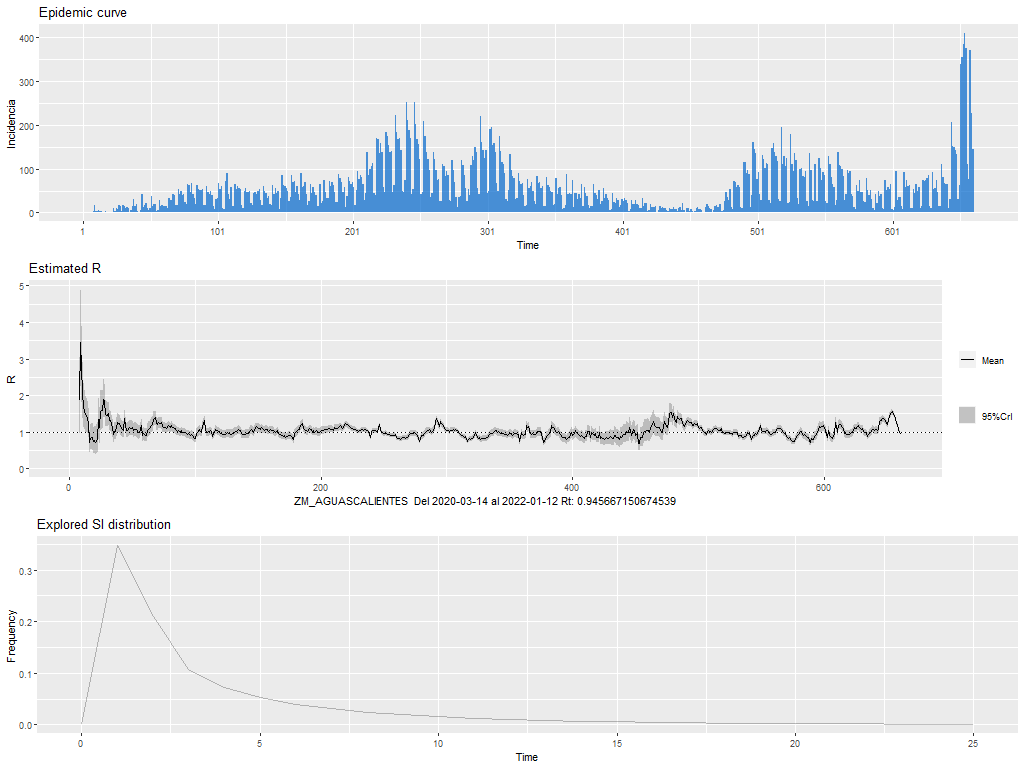 Epidemic curve
400
300
200
100
0
Incidencia
1
101
201
301
401
501
601
Time
Estimated R
5
4
3
2
1
0
R
0
200
400
600
Mean
95%CrI
ZM_AGUASCALIENTES Del 2020-03-14 al 2022-01-12 Rt: 0.945667150674539
Explored SI distribution
0.3
0.2
0.1
0.0
Frequency
0
5
10
15
20
25
Time